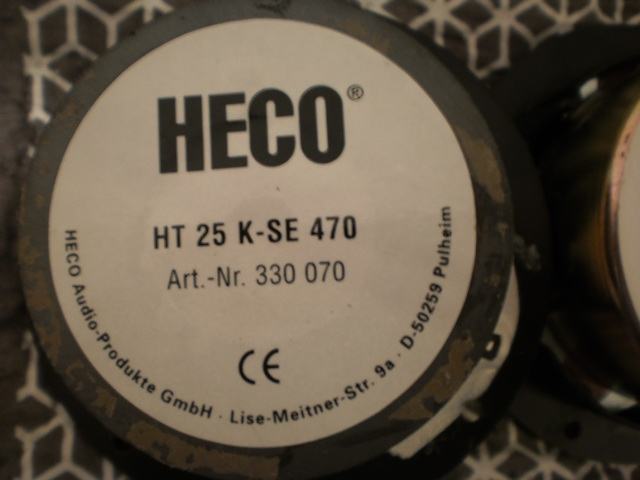 HECO®
HT 25 K-SE 470
Art.-Nr. 330 070
CE
HECO Audio-Produkte GmbH · Lise-Meitner-Str. 9a · D-50259 Pulheim